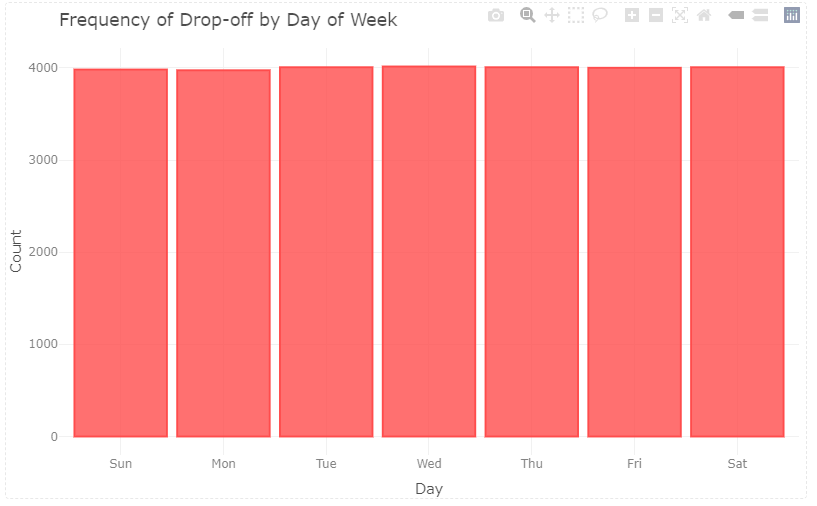 Frequency of Drop-off by Day of Week
4000
3000
2000
1000
0
Count
Sun Mon Tue Wed Thu Fri Sat
Day